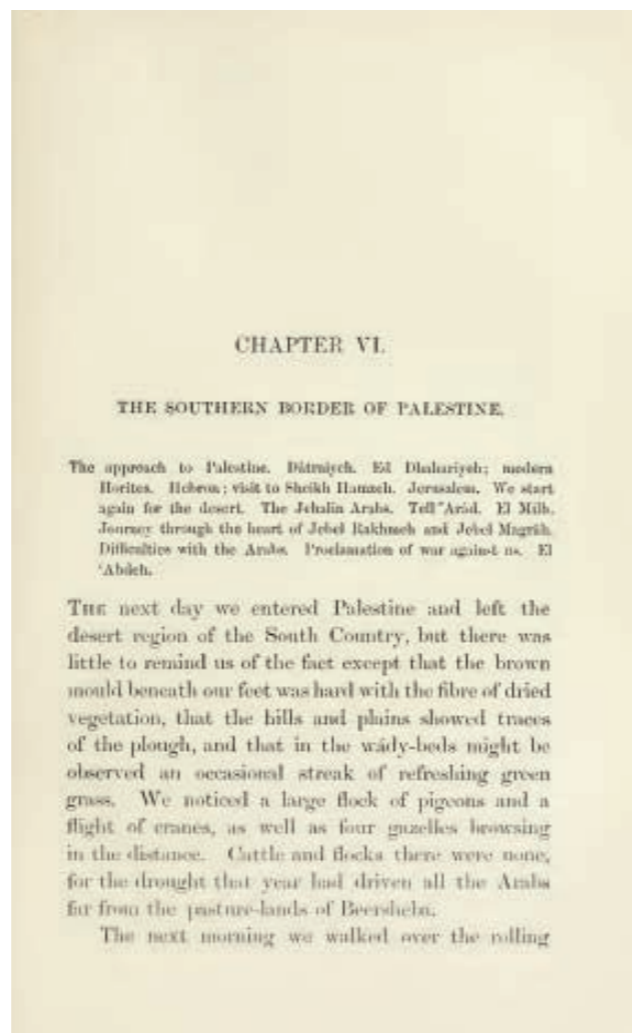 CHAPTER VI.
THE SOUTHERN BORDER OF PALESTINE.
The approach to Palestine. Dátraiyeh. Ed Dhahariyeh; modern
Horites. Hebron; visit to Sheikh Hamzeh. Jerusalem. We start
again for the desert. The Jehalin Arabs. Tell 'Arád. El Milh.
Journey through the heart of Jebel Rakhmeh and Jebel Magráh.
Difficulties with the Arabs. Proclamation of war against us. El
'Abdeh.
THE next day we entered Palestine and left the
desert region of the South Country, but there was
little to remind us of the fact except that the brown
mould beneath our feet was hard with the fibre of dried
vegetation, that the hills and plains showed traces
of the plough, and that in the wády-beds might be
observed an occasional streak of refreshing green
grass. We noticed a large flock of pigeons and a
flight of cranes, as well as four gazelles browsing
in the distance. Cattle and flocks there were none,
for the drought that year had driven all the Arabs
far from the pasture-lands of Beersheba.
The next morning we walked over the rolling